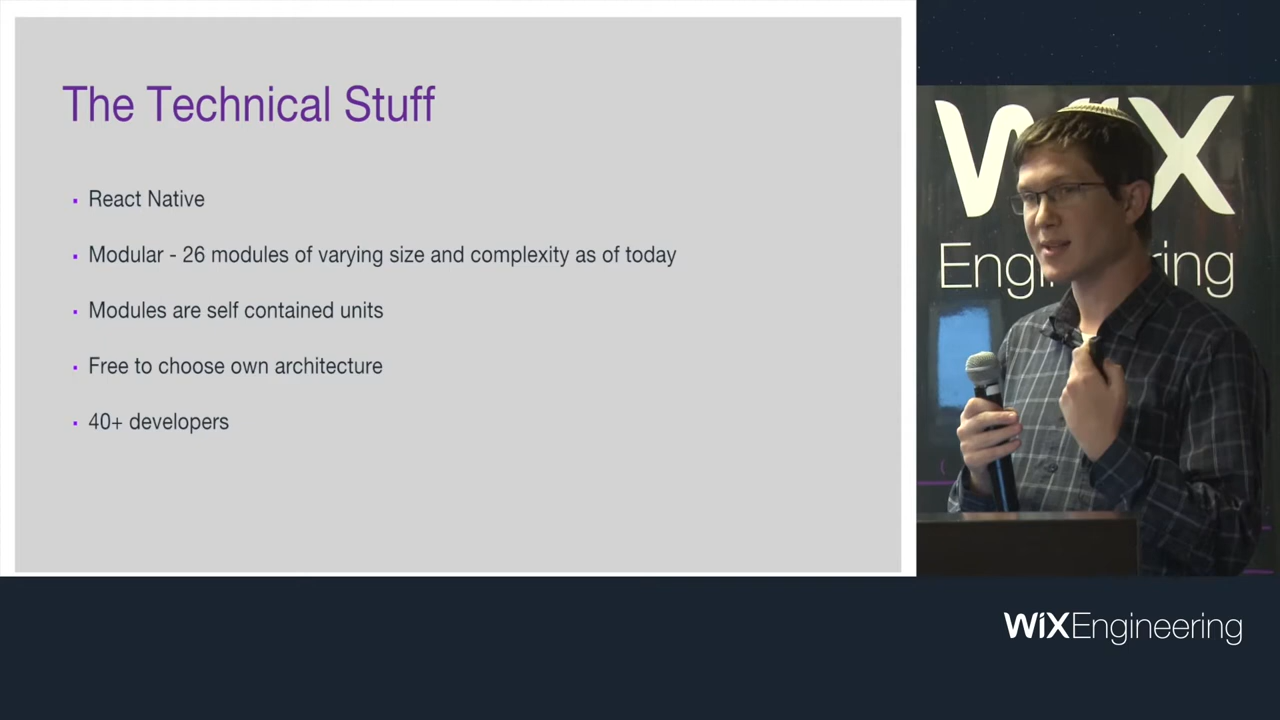 The Technical Stuff
React Native
Modular - 26 modules of varying size and complexity as of today
Modules are self contained units
Free to choose own architecture
40+ developers
WiX
Engineering
WiXEngineering